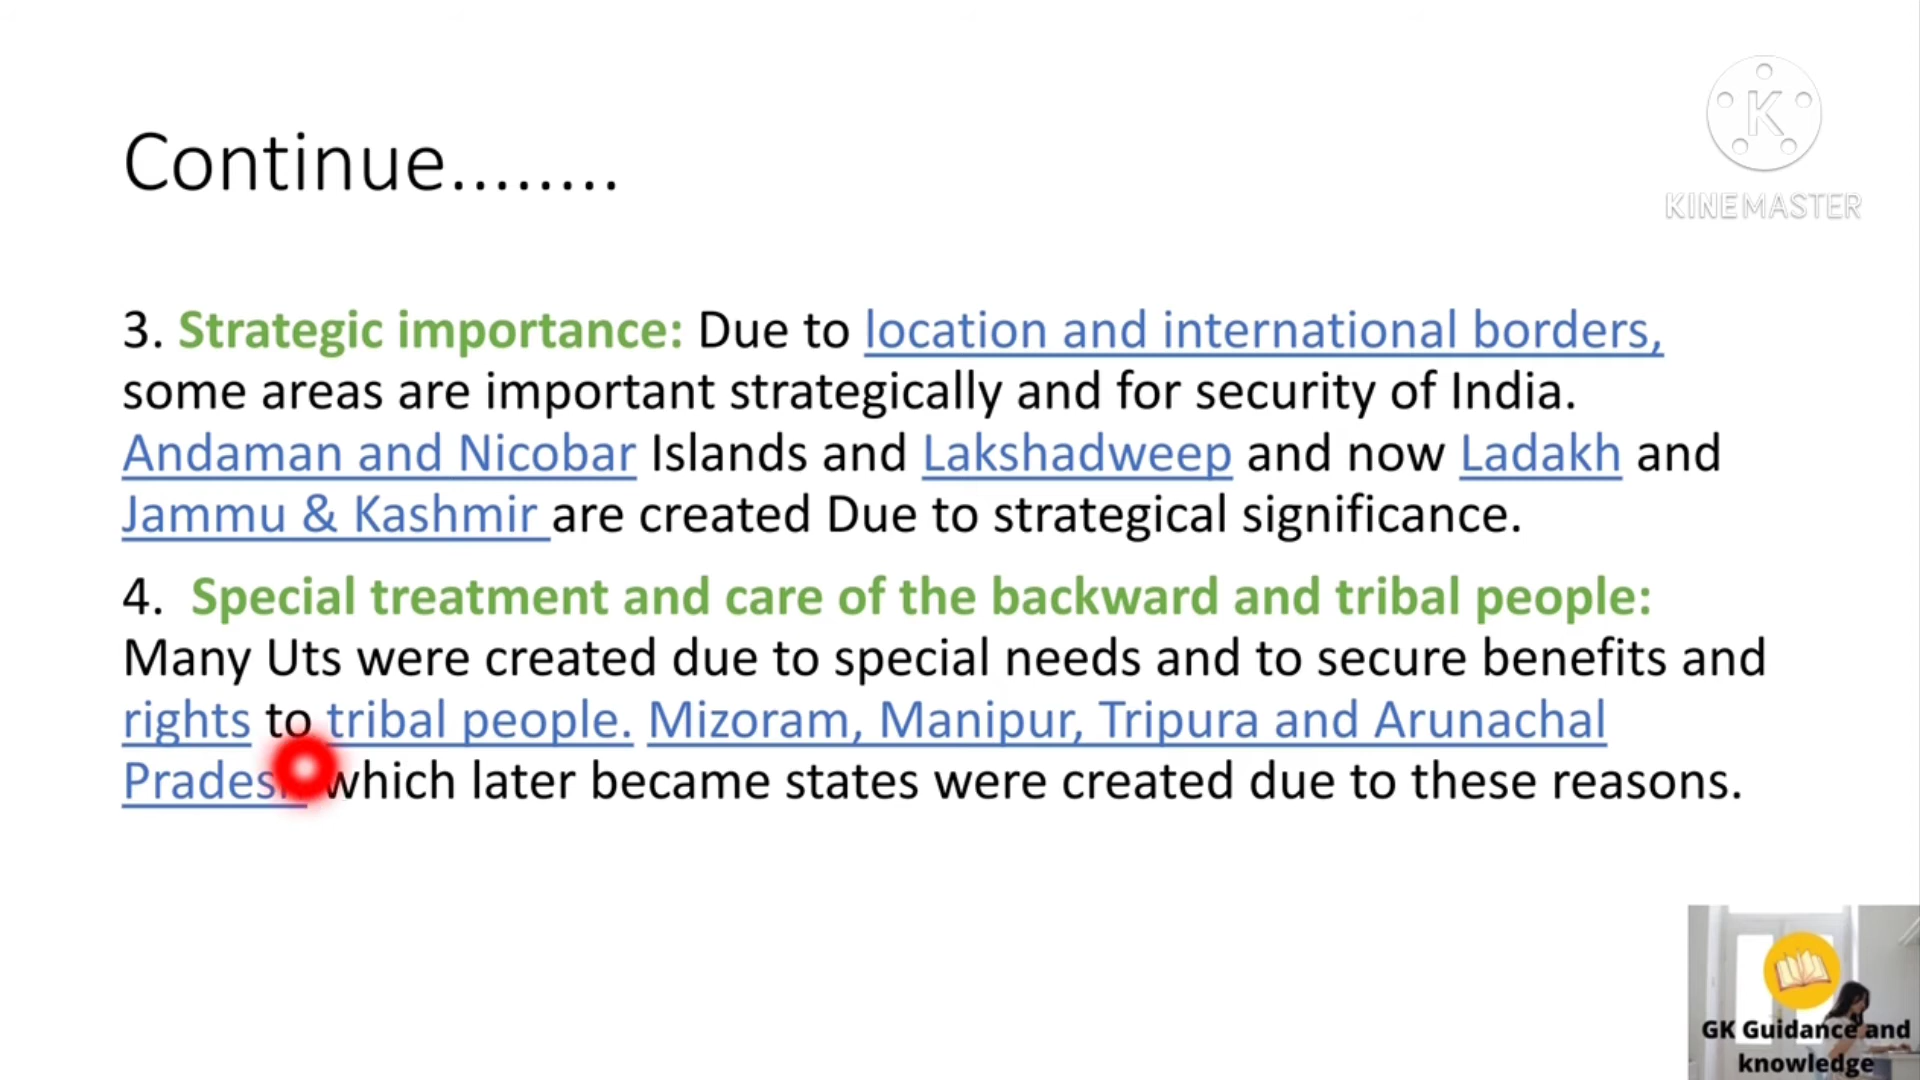 Continue........
K
KINEMASTER
3. Strategic importance: Due to location and international borders,
some areas are important strategically and for security of India.
Andaman and Nicobar Islands and Lakshadweep and now Ladakh and
Jammu & Kashmir are created Due to strategical significance.
4. Special treatment and care of the backward and tribal people:
Many Uts were created due to special needs and to secure benefits and
rights to tribal people. Mizoram, Manipur, Tripura and Arunachal
Pradesh which later became states were created due to these reasons.
GK Guidance and
knowledge